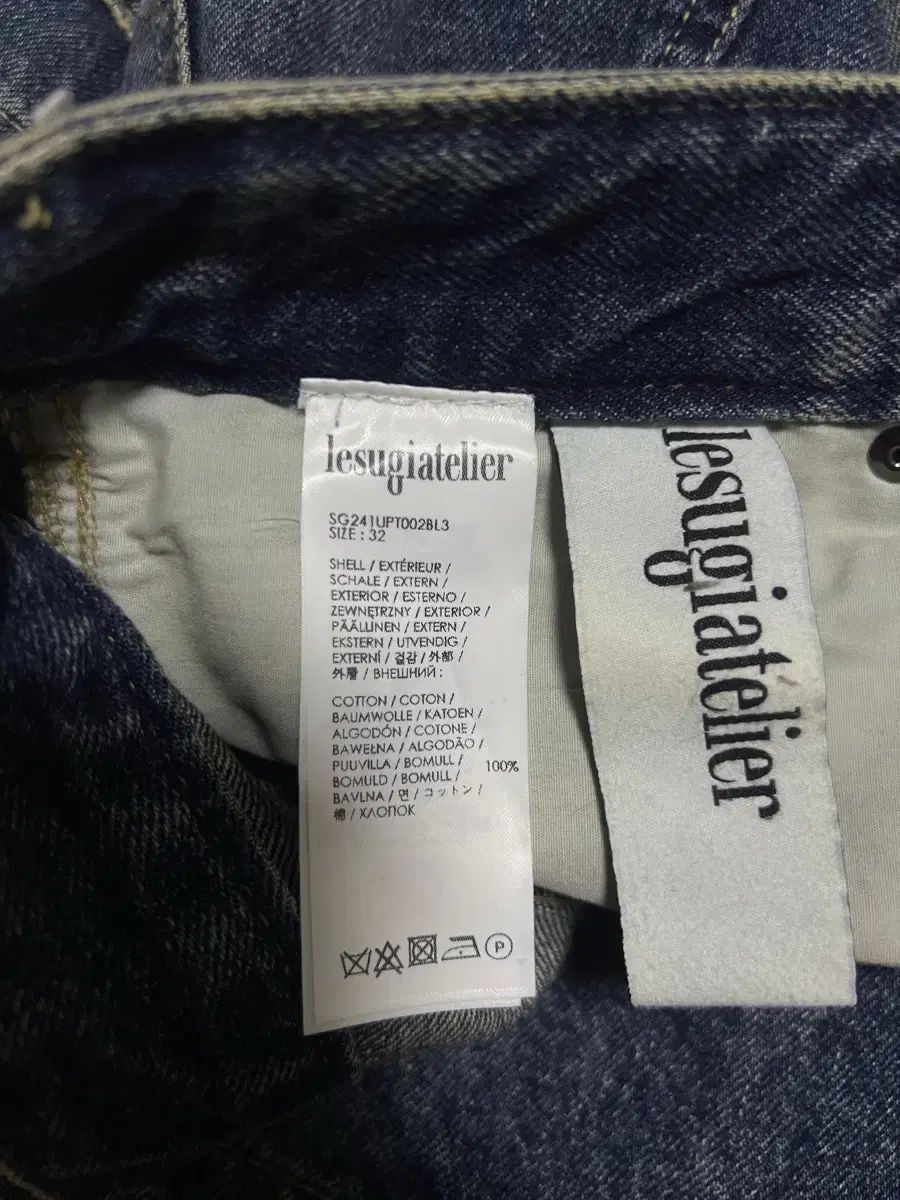 lesugiatelier
SG241UPT002BL3
SIZE : 32
SHELL / EXTÉRIEUR /
SCHALE / EXTERN /
EXTERIOR / ESTERNO /
ZEWNĘTRZNY / EXTERIOR /
PÄÄLLINEN / EXTERN /
EKSTERN / UTVENDIG /
EXTERNÍ / 겉감 / 外部 /
外層 / ВНЕШНИЙ :
COTTON / COTON /
BAUMWOLLE / KATOEN /
ALGODÓN / COTONE /
BAWEŁNA / ALGODÃO /
PUUVILLA / BOMULL / 100%
BOMULD / BOMULL /
BAVLNA / 면 / コットン /
棉 / ХЛОПОК
P
lesugiatelier